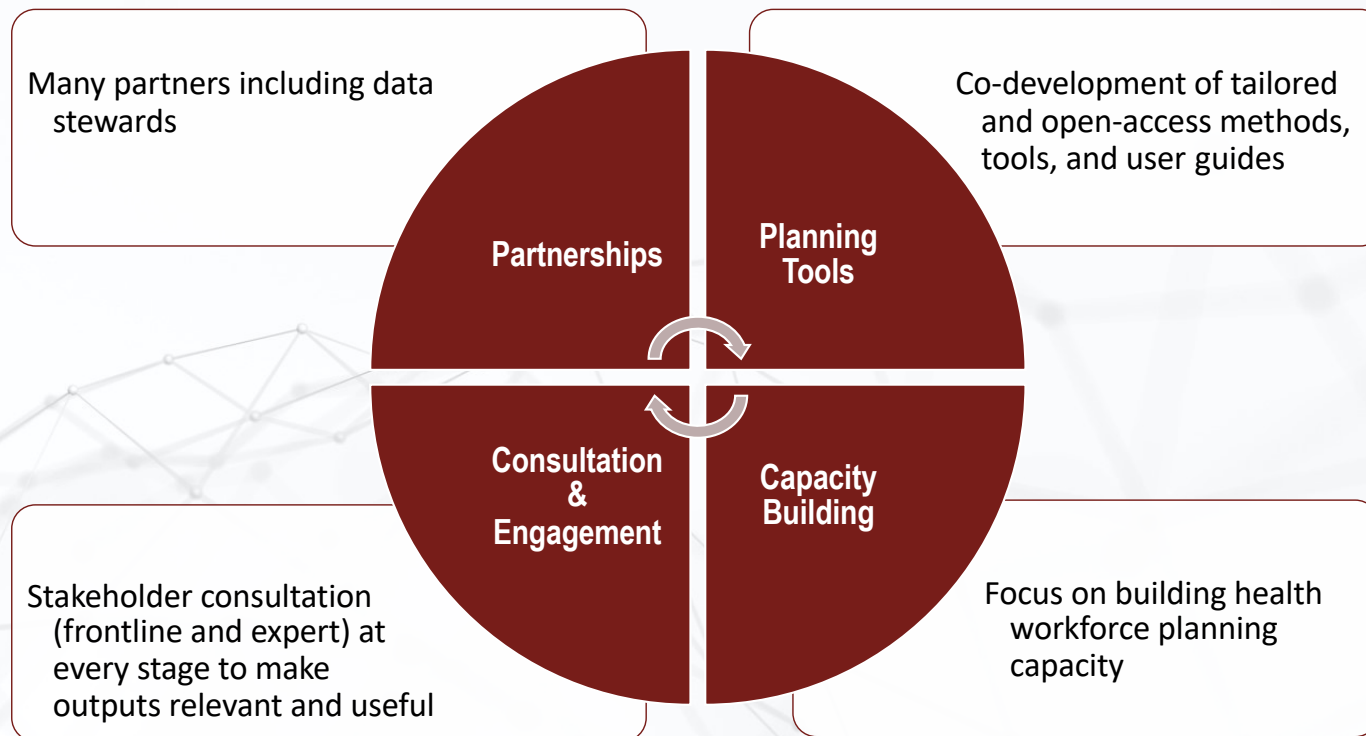 Many partners including data
stewards
Co-development of tailored
and open-access methods,
tools, and user guides
Partnerships
Planning
Tools
Consultation
&
Engagement
Capacity
Building
Stakeholder consultation
(frontline and expert) at
every stage to make
outputs relevant and useful
Focus on building health
workforce planning
capacity